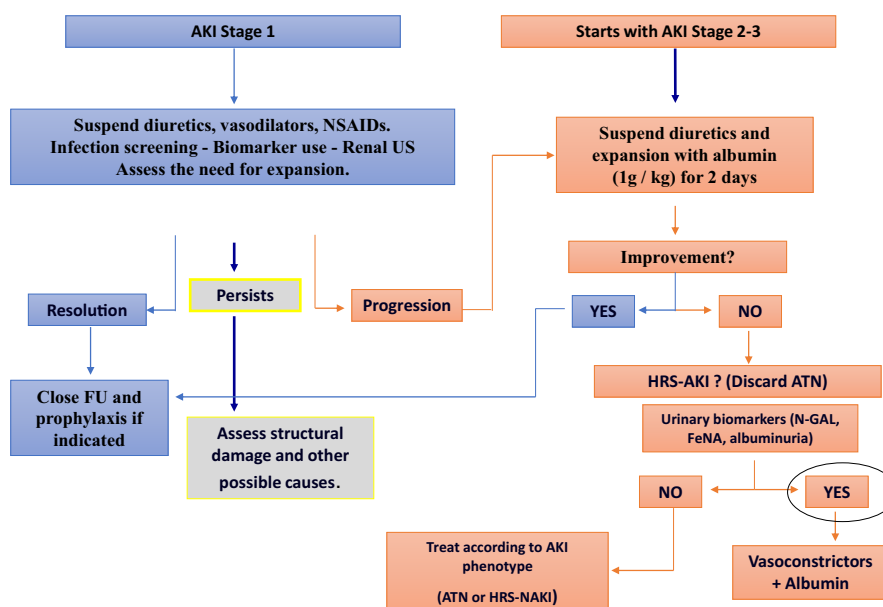 AKI Stage 1
Starts with AKI Stage 2-3
Suspend diuretics, vasodilators, NSAIDs.
Infection screening - Biomarker use - Renal US
Assess the need for expansion.
Suspend diuretics and
expansion with albumin
(1g / kg) for 2 days
Improvement?
Resolution
Persists
Progression
YES
NO
Close FU and
prophylaxis if
indicated
HRS-AKI ? (Discard ATN)
Assess structural
damage and other
possible causes.
Urinary biomarkers (N-GAL,
FeNA, albuminuria)
NO
YES
Treat according to AKI
phenotype
(ATN or HRS-NAKI)
Vasoconstrictors
+ Albumin